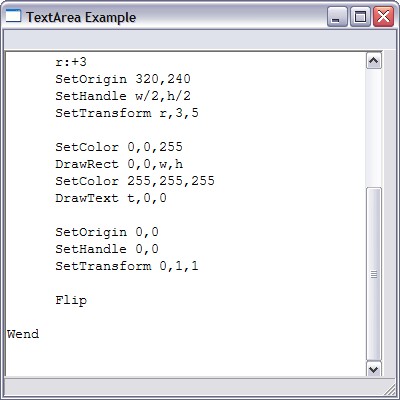 TextArea Example
r:+3
SetOrigin 320,240
SetHandle w/2,h/2
SetTransform r,3,5
SetColor 0,0,255
DrawRect 0,0,w,h
SetColor 255,255,255
DrawText t,0,0
SetOrigin 0,0
SetHandle 0,0
SetTransform 0,1,1
Flip
Wend